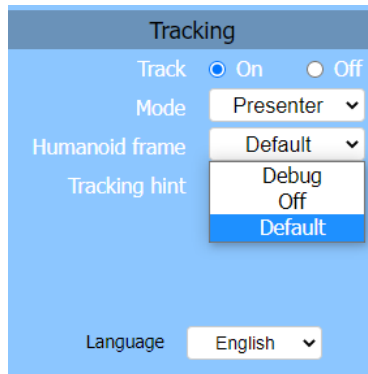 Tracking
Track On Off
Mode Presenter
Humanoid frame Default
Tracking hint Debug
Off
Default
Language English